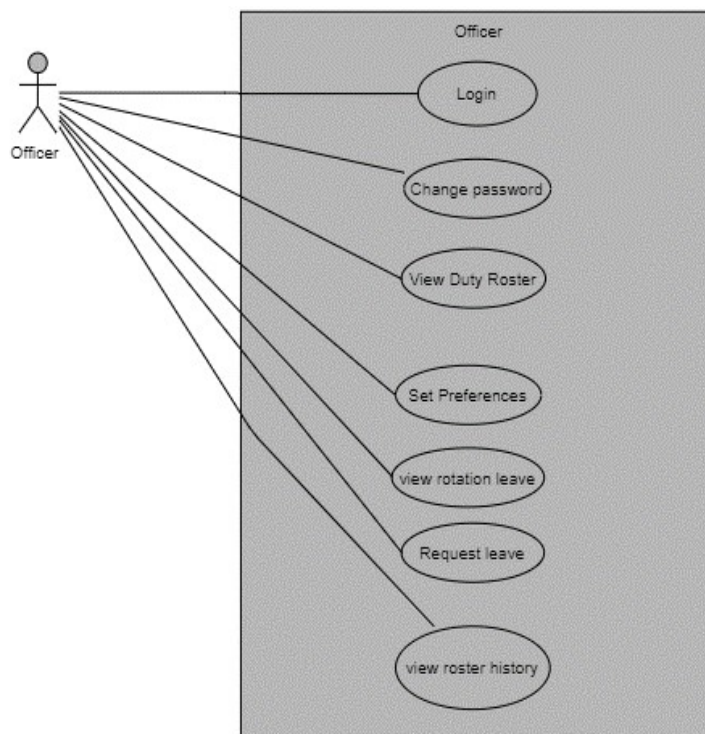 Officer
Login
Officer
Change password
View Duty Roster
Set Preferences
view rotation leave
Request leave
view roster history